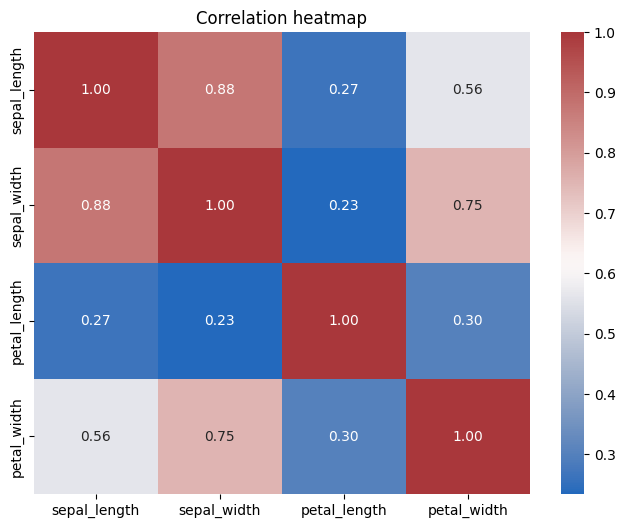 Correlation heatmap
sepal_length
1.00 0.88 0.27 0.56
sepal_width
0.88 1.00 0.23 0.75
petal_length
0.27 0.23 1.00 0.30
petal_width
0.56 0.75 0.30 1.00
sepal_length sepal_width petal_length petal_width
1.0
0.9
0.8
0.7
0.6
0.5
0.4
0.3